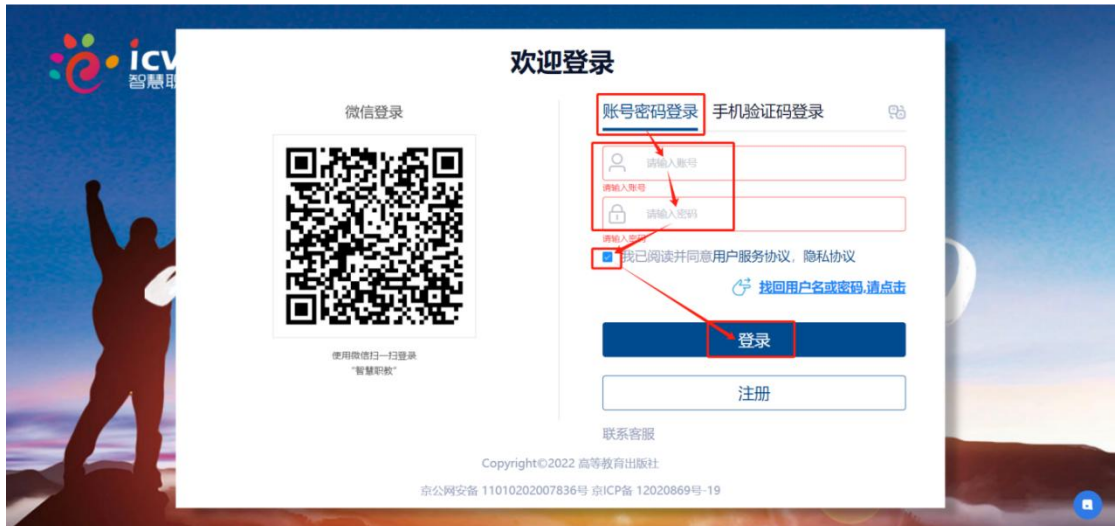 icv
智慧职
欢迎登录
微信登录
使用微信扫一扫登录
"智慧职教"
账号密码登录 手机验证码登录
请输入账号
请输入账号
请输入密码
请输入密码
我已阅读并同意用户服务协议，隐私协议
找回用户名或密码,请点击
登录
注册
联系客服
Copyright©2022 高等教育出版社
京公网安备 11010202007836号 京ICP备 12020869号-19